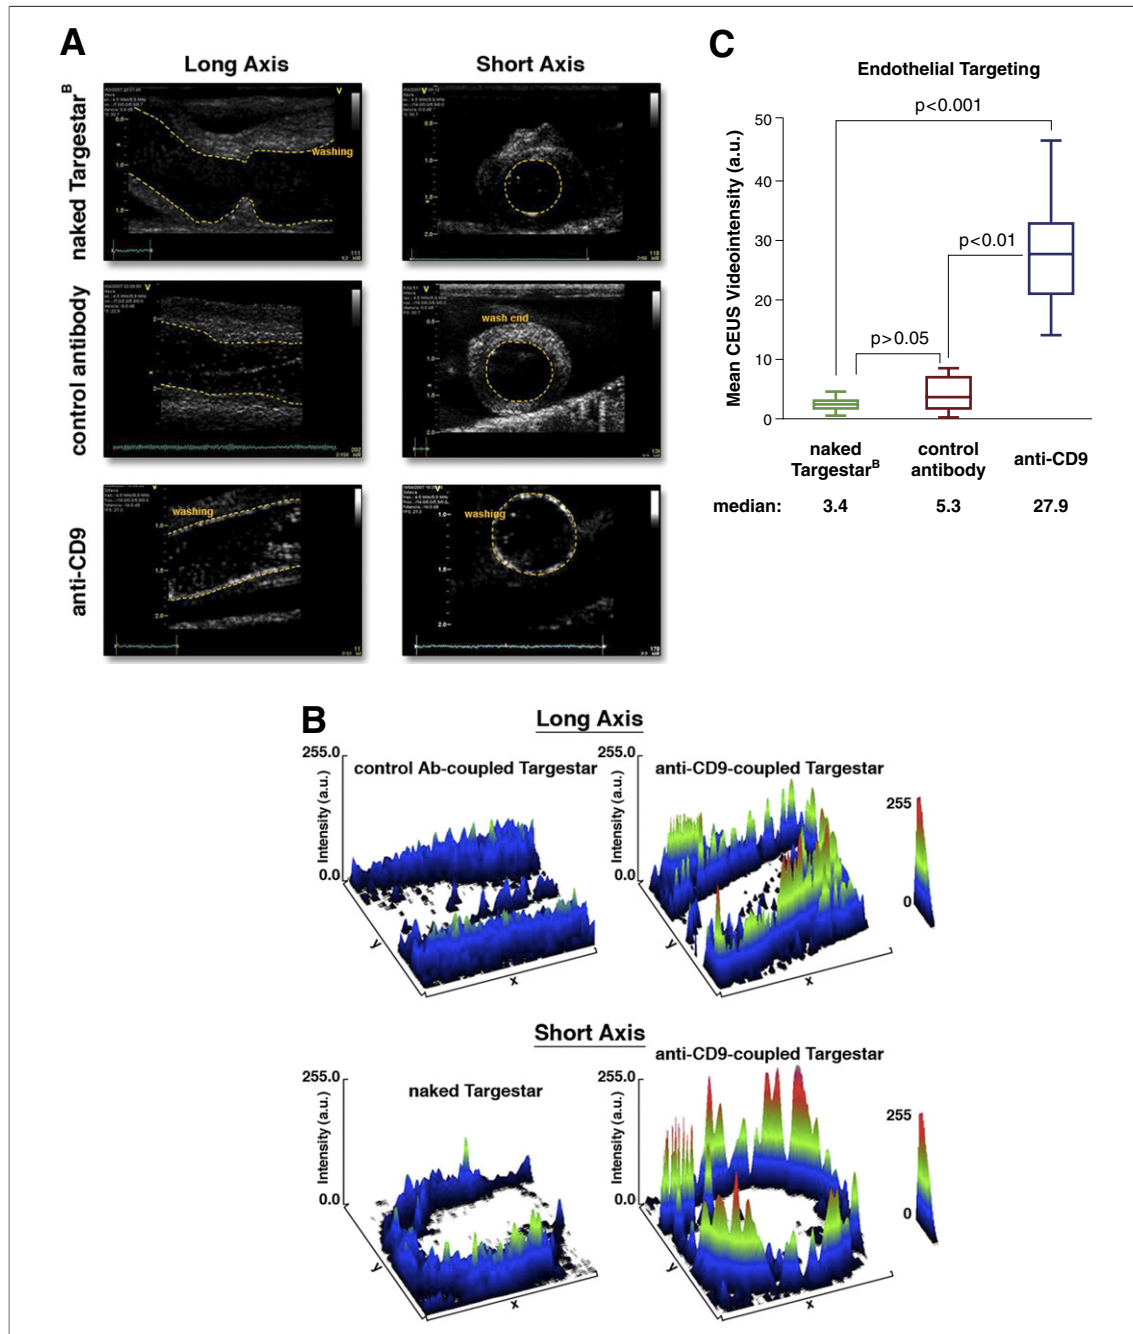 A
Long Axis
Short Axis
naked Targestar^B
washing
control antibody
wash end
anti-CD9
washing
washing
C
Endothelial Targeting
p<0.001
p<0.01
p>0.05
Mean CEUS Videointensity (a.u.)
50
40
30
20
10
0
naked Targestar^B
control antibody
anti-CD9
median: 3.4 5.3 27.9
B
Long Axis
255.0
control Ab-coupled Targestar
Intensity (a.u.)
0.0
y
x
255.0
anti-CD9-coupled Targestar
Intensity (a.u.)
0.0
y
x
255
0
Short Axis
255.0
naked Targestar
Intensity (a.u.)
0.0
y
x
anti-CD9-coupled Targestar
255.0
Intensity (a.u.)
0.0
y
x
255
0